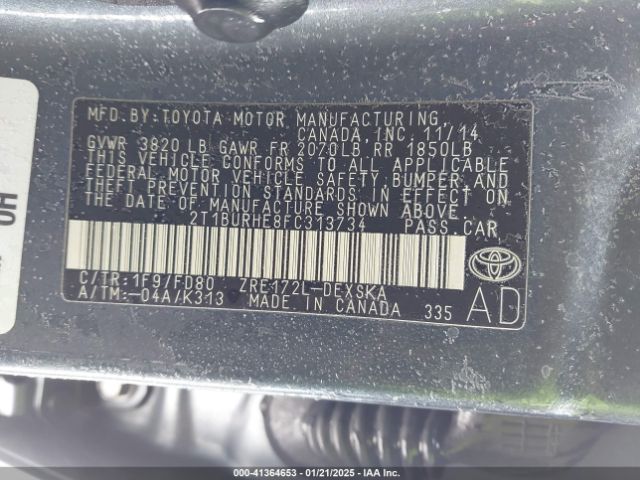 MFD. BY: TOYOTA MOTOR MANUFACTURING
CANADA, INC. 11/14
GVWR 3820 LB GAWR FR 2070LB RR 1850LB
THIS VEHICLE CONFORMS TO ALL APPLICABLE
FEDERAL MOTOR VEHICLE SAFETY, BUMPER AND THEFT
PREVENTION STANDARDS IN EFFECT ON
THE DATE OF MANUFACTURE SHOWN ABOVE.
2T1BURHE8FC313734 PASS. CAR
C/TR: 1F9/FD80 ZRE172L-DEXSKA
A/TM: -04A/K313 MADE IN CANADA 335 AD
HO
000-41364653 | 01/21/2025 | IAA Inc.